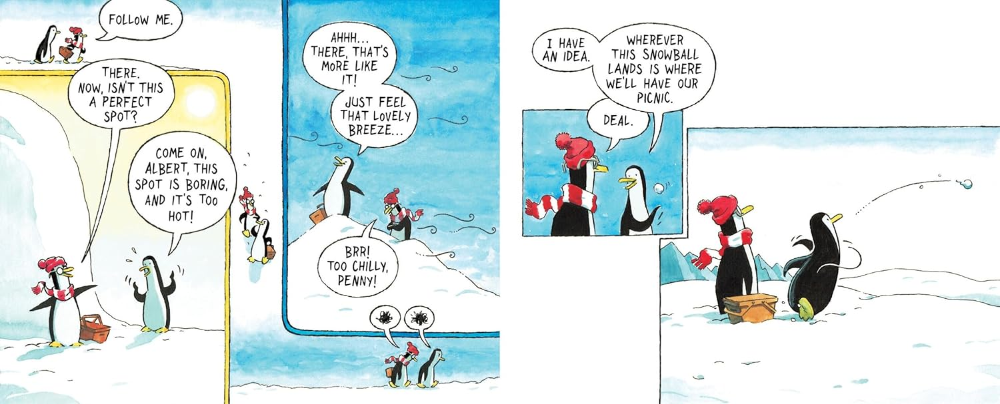 FOLLOW ME.
THERE.
NOW, ISN'T THIS
A PERFECT
SPOT?
COME ON,
ALBERT, THIS
SPOT IS BORING,
AND IT'S TOO
HOT!
AHHH...
THERE, THAT'S
MORE LIKE
IT!
JUST FEEL
THAT LOVELY
BREEZE...
BRR!
TOO CHILLY,
PENNY!
I HAVE
AN IDEA.
WHEREVER
THIS SNOWBALL
LANDS IS WHERE
WE'LL HAVE OUR
PICNIC.
DEAL.